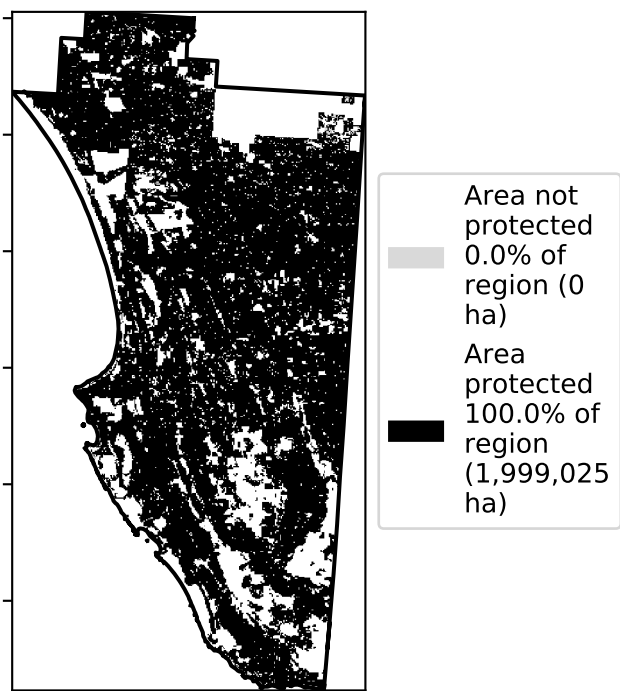 Area not
protected
0.0% of
region (0
ha)
Area
protected
100.0% of
region
(1,999,025
ha)